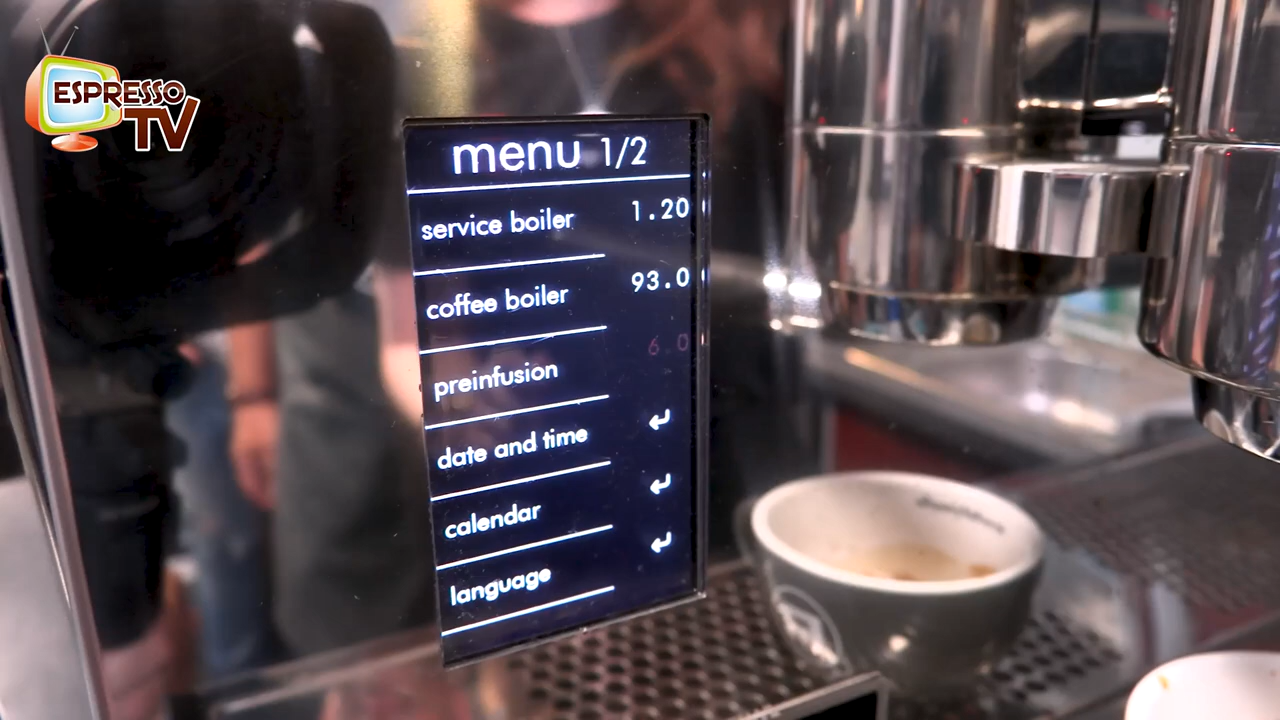 ESPRESSO
TV
menu 1/2
service boiler 1.20
coffee boiler 93.0
preinfusion 6.0
date and time
calendar
language